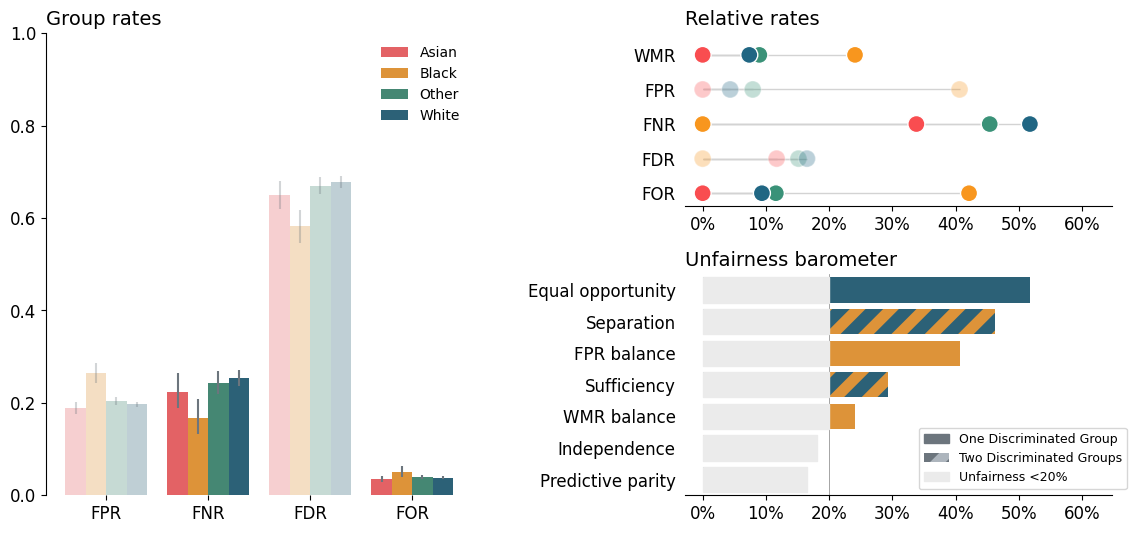 Group rates
1.0
0.8
0.6
0.4
0.2
0.0
Asian
Black
Other
White
FPR
FNR
FDR
FOR
Relative rates
WMR
FPR
FNR
FDR
FOR
0% 10% 20% 30% 40% 50% 60%
Unfairness barometer
Equal opportunity
Separation
FPR balance
Sufficiency
WMR balance
Independence
Predictive parity
One Discriminated Group
Two Discriminated Groups
Unfairness <20%
0% 10% 20% 30% 40% 50% 60%